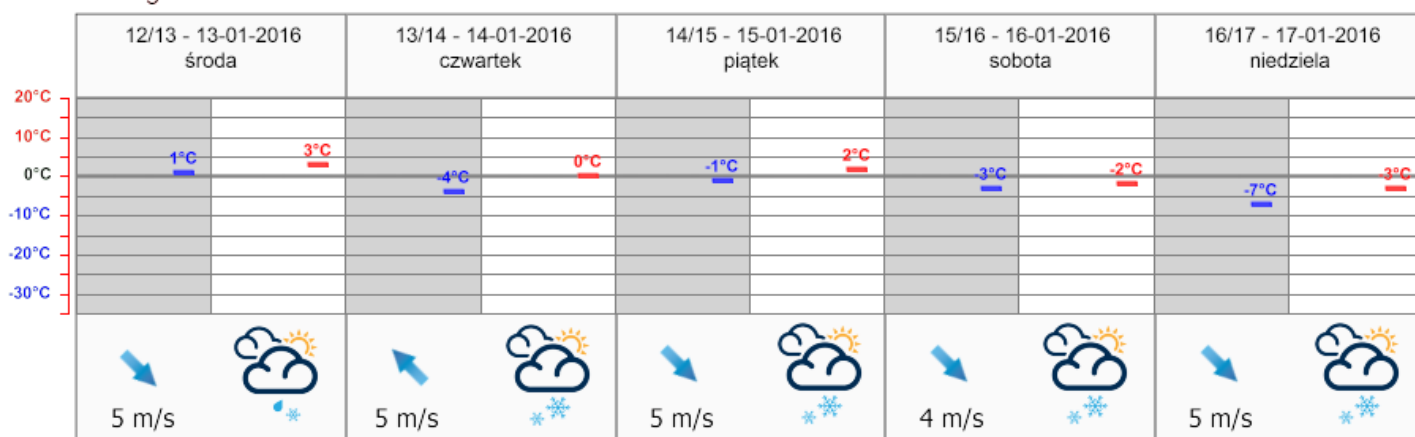 12/13 - 13-01-2016
środa
13/14 - 14-01-2016
czwartek
14/15 - 15-01-2016
piątek
15/16 - 16-01-2016
sobota
16/17 - 17-01-2016
niedziela
20°C
10°C
0°C
-10°C
-20°C
-30°C
1°C
3°C
-4°C
0°C
-1°C
2°C
-3°C
-2°C
-7°C
-3°C
5 m/s
5 m/s
5 m/s
4 m/s
5 m/s